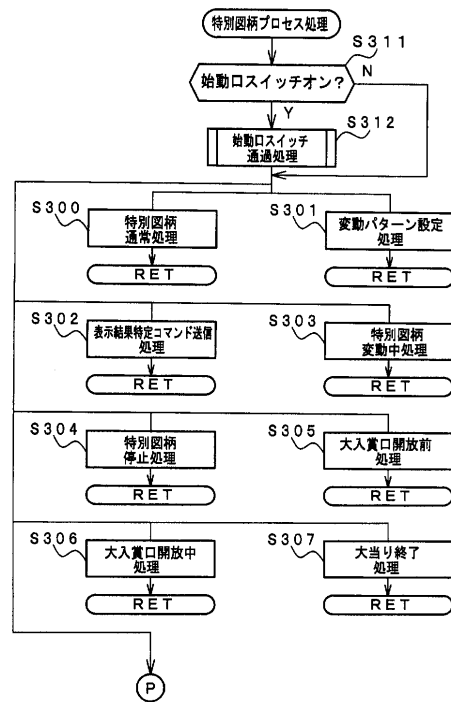 特別図柄プロセス処理
S311
始動口スイッチオン?
N
Y
S312
始動口スイッチ
通過処理
S300
特別図柄
通常処理
RET
S301
変動パターン設定
処理
RET
S302
表示結果特定コマンド送信
処理
RET
S303
特別図柄
変動中処理
RET
S304
特別図柄
停止処理
RET
S305
大入賞口開放前
処理
RET
S306
大入賞口開放中
処理
RET
S307
大当り終了
処理
RET
P